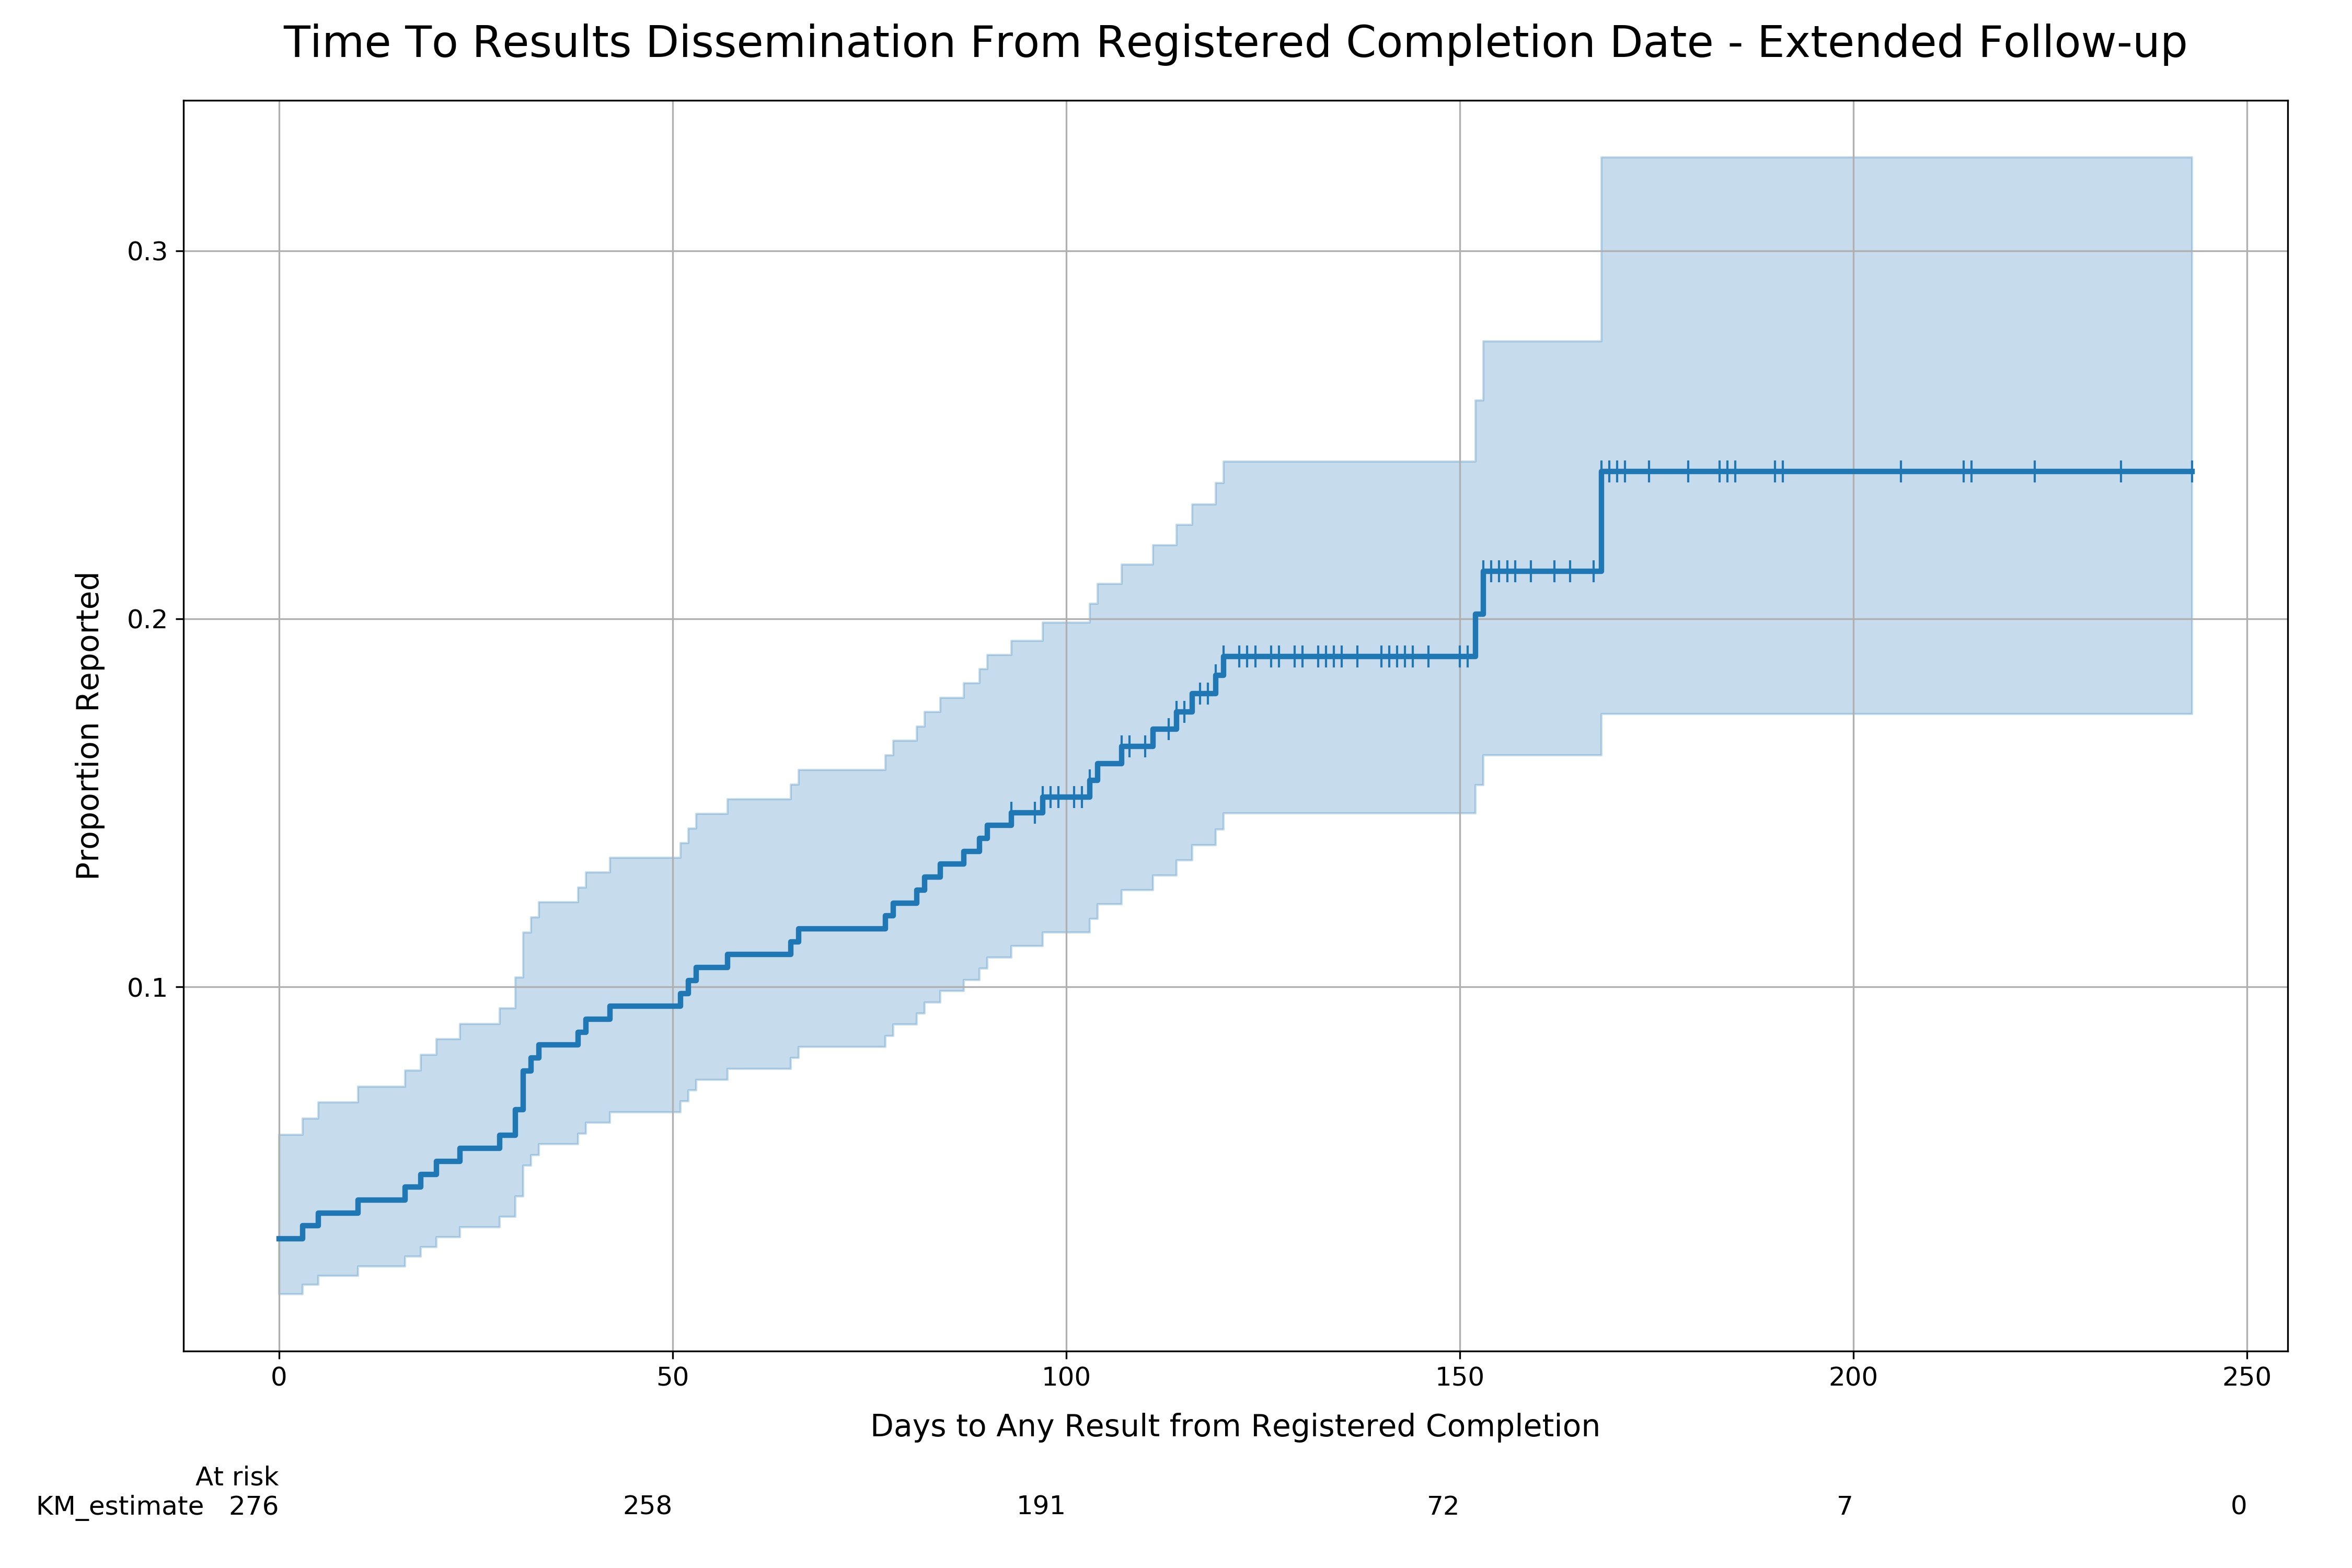 Time To Results Dissemination From Registered Completion Date - Extended Follow-up
Proportion Reported
0.3
0.2
0.1
0 50 100 150 200 250
Days to Any Result from Registered Completion
At risk
KM_estimate 276 258 191 72 7 0